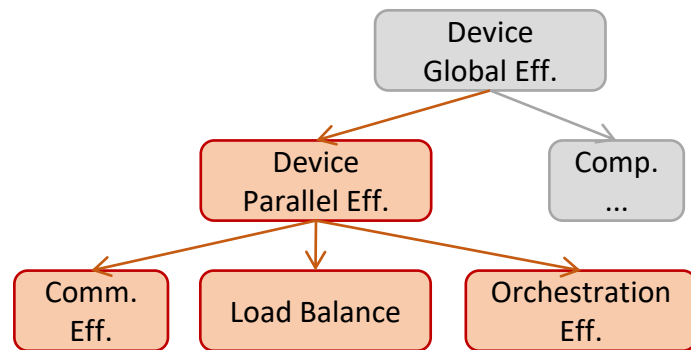 Device
Global Eff.
Device
Parallel Eff.
Comp.
...
Comm.
Eff.
Load Balance
Orchestration
Eff.